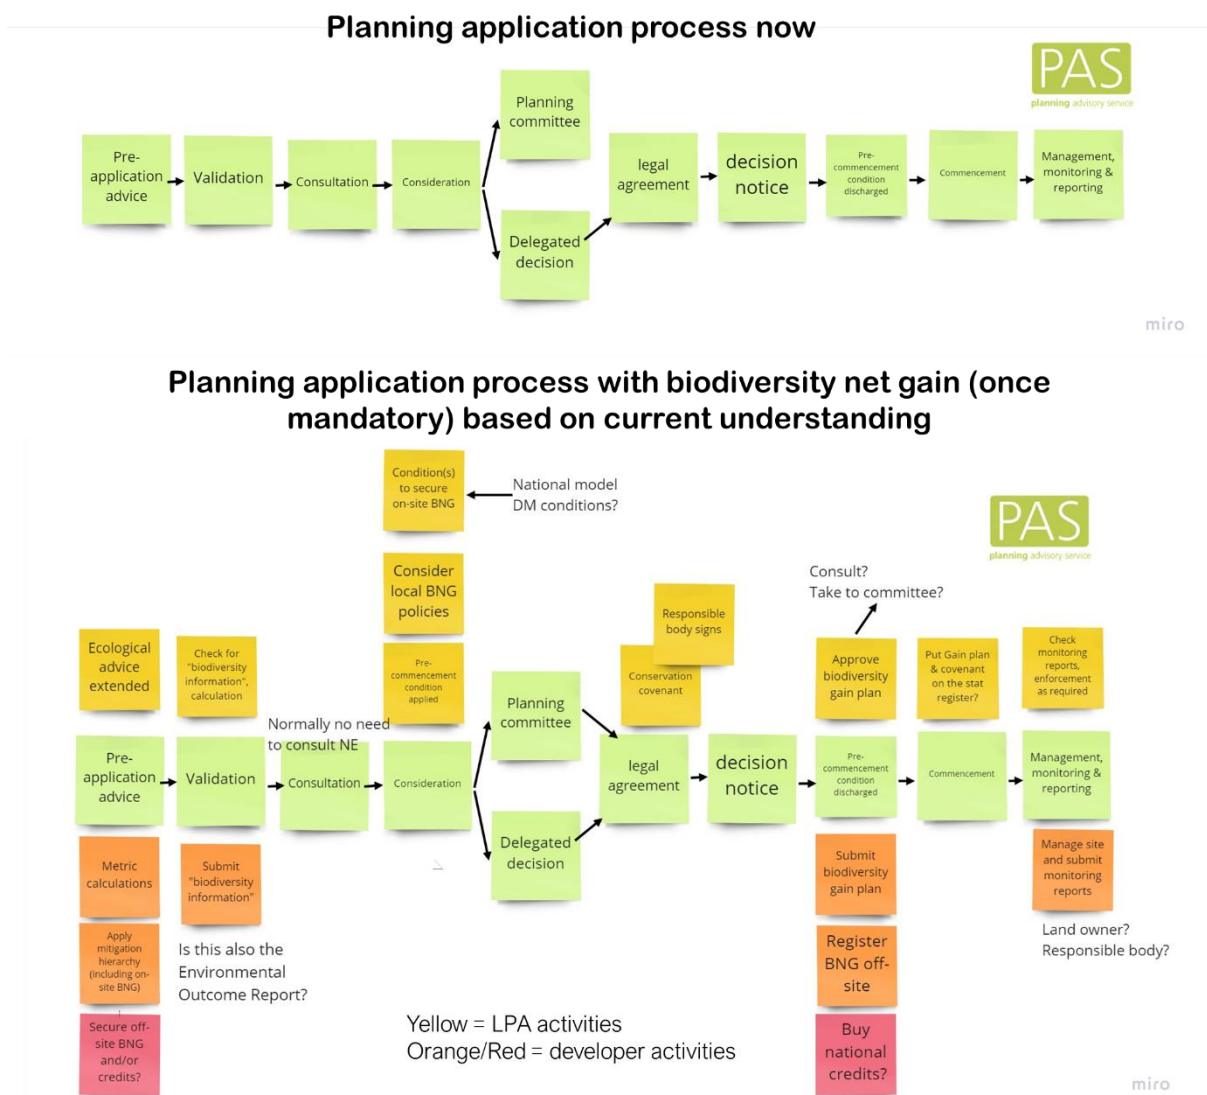 Planning application process now
PAS
planning advisory service
Planning
committee
Pre-
application
advice
Validation
Consultation
Consideration
Delegated
decision
legal
agreement
decision
notice
Pre-
commencement
condition
discharged
Commencement
Management,
monitoring &
reporting
miro
Planning application process with biodiversity net gain (once
mandatory) based on current understanding
PAS
planning advisory service
Condition(s)
to secure
on-site BNG
National model
DM conditions?
Consider
local BNG
policies
Pre-
commencement
condition
applied
Ecological
advice
extended
Check for
"biodiversity
information",
calculation
Normally no need
to consult NE
Responsible
body signs
Conservation
covenant
Consult?
Take to committee?
Approve
biodiversity
gain plan
Put Gain plan
& covenant
on the stat
register?
Check
monitoring
reports,
enforcement
as required
Pre-
application
advice
Validation
Consultation
Consideration
Planning
committee
Delegated
decision
legal
agreement
decision
notice
Pre-
commencement
condition
discharged
Commencement
Management,
monitoring &
reporting
Metric
calculations
Apply
mitigation
hierarchy
(including on-
site BNG)
Secure off-
site BNG
and/or
credits?
Submit
"biodiversity
information"
Is this also the
Environmental
Outcome Report?
Submit
biodiversity
gain plan
Register
BNG off-
site
Buy
national
credits?
Manage site
and submit
monitoring
reports
Land owner?
Responsible body?
Yellow = LPA activities
Orange/Red = developer activities
miro